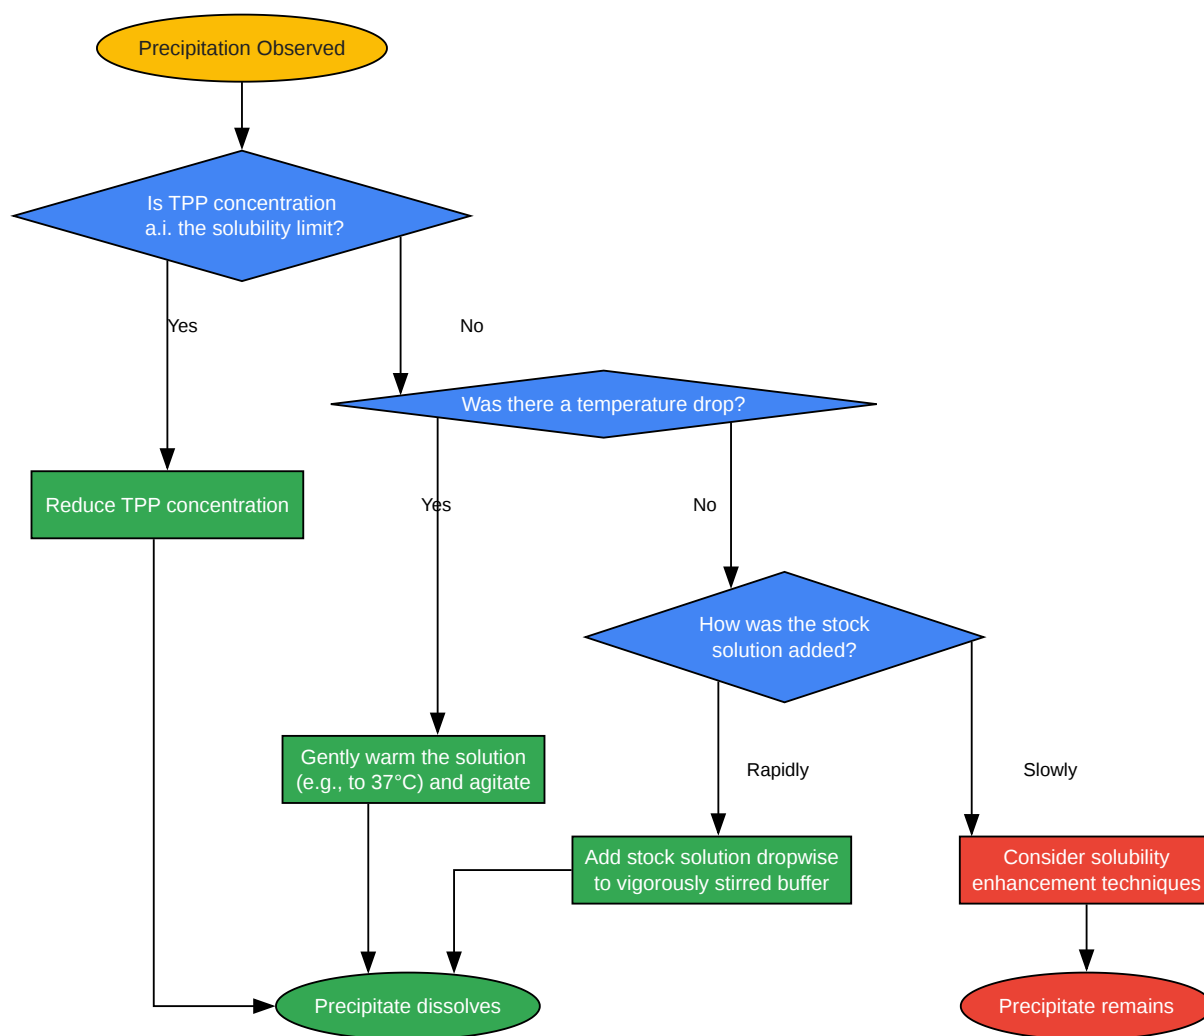 Precipitation Observed
Is TPP concentration
a.i. the solubility limit?
Yes
No
Was there a temperature drop?
Reduce TPP concentration
Yes
No
How was the stock
solution added?
Gently warm the solution
(e.g., to 37°C) and agitate
Rapidly
Slowly
Add stock solution dropwise
to vigorously stirred buffer
Consider solubility
enhancement techniques
Precipitate dissolves
Precipitate remains